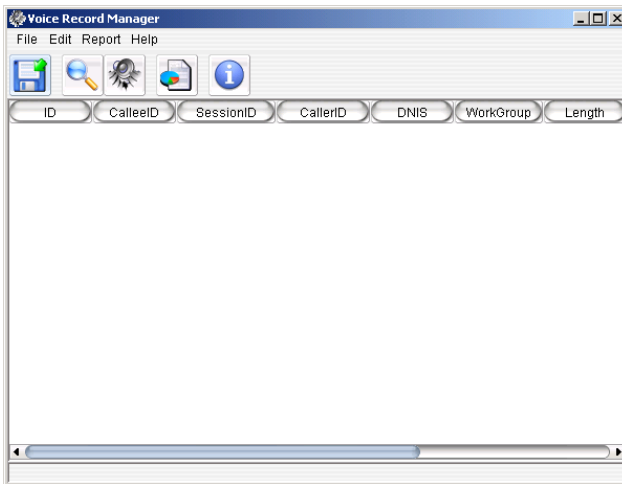 Voice Record Manager
File Edit Report Help
ID CalleeID SessionID CallerID DNIS WorkGroup Length